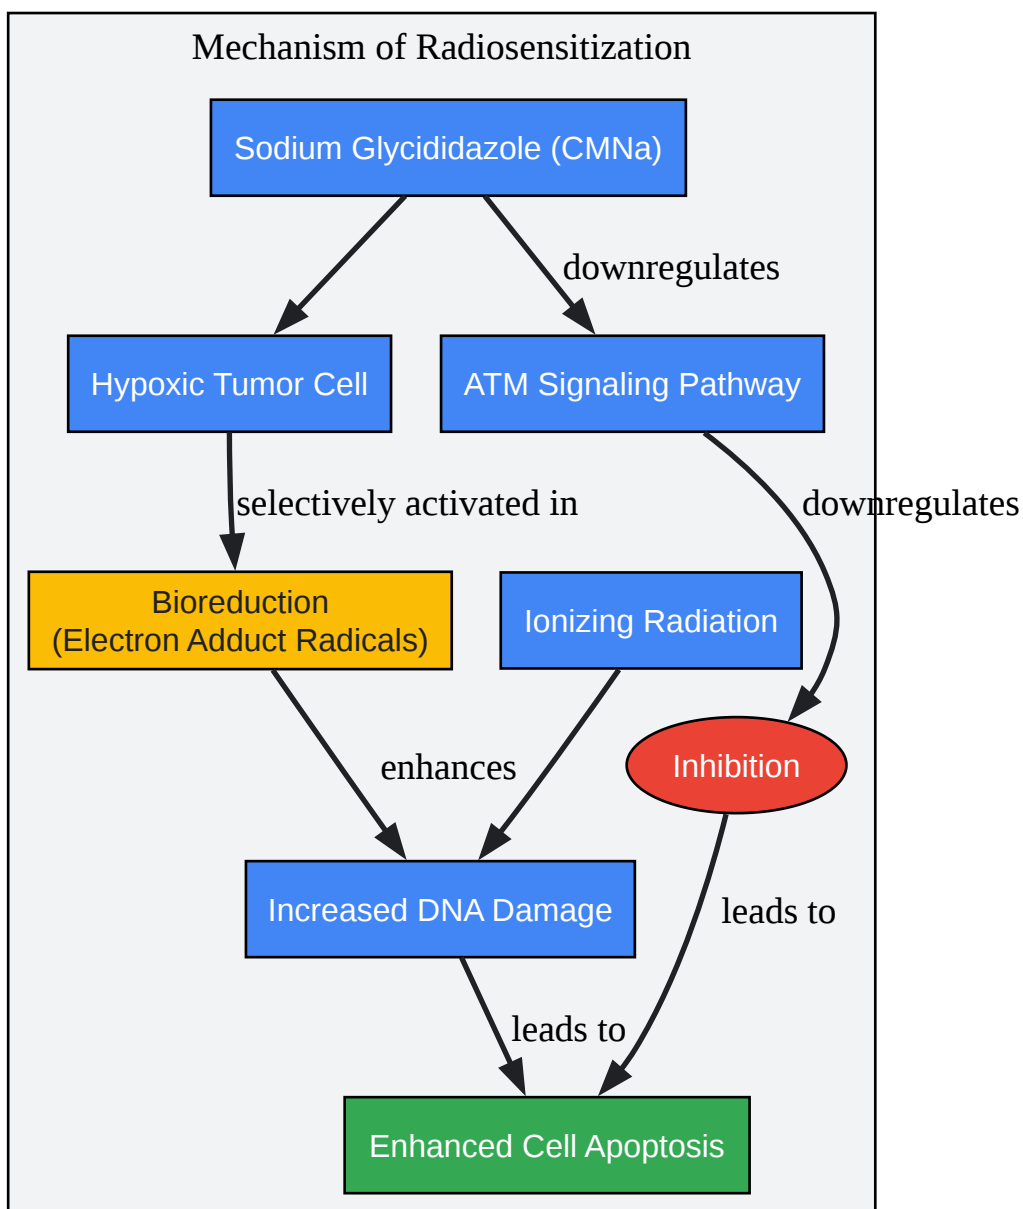 Mechanism of Radiosensitization
Sodium Glycididazole (CMNa)
downregulates
Hypoxic Tumor Cell
ATM Signaling Pathway
selectively activated in
downregulates
Bioreduction
(Electron Adduct Radicals)
Ionizing Radiation
enhances
Inhibition
Increased DNA Damage
leads to
leads to
Enhanced Cell Apoptosis